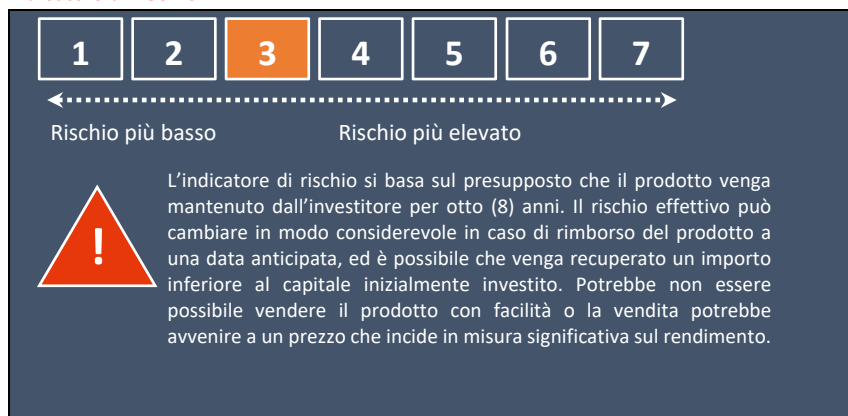 1 2 3 4 5 6 7
Rischio più basso Rischio più elevato
L'indicatore di rischio si basa sul presupposto che il prodotto venga
mantenuto dall'investitore per otto (8) anni. Il rischio effettivo può
cambiare in modo considerevole in caso di rimborso del prodotto a
una data anticipata, ed è possibile che venga recuperato un importo
inferiore al capitale inizialmente investito. Potrebbe non essere
possibile vendere il prodotto con facilità o la vendita potrebbe
avvenire a un prezzo che incide in misura significativa sul rendimento.
!